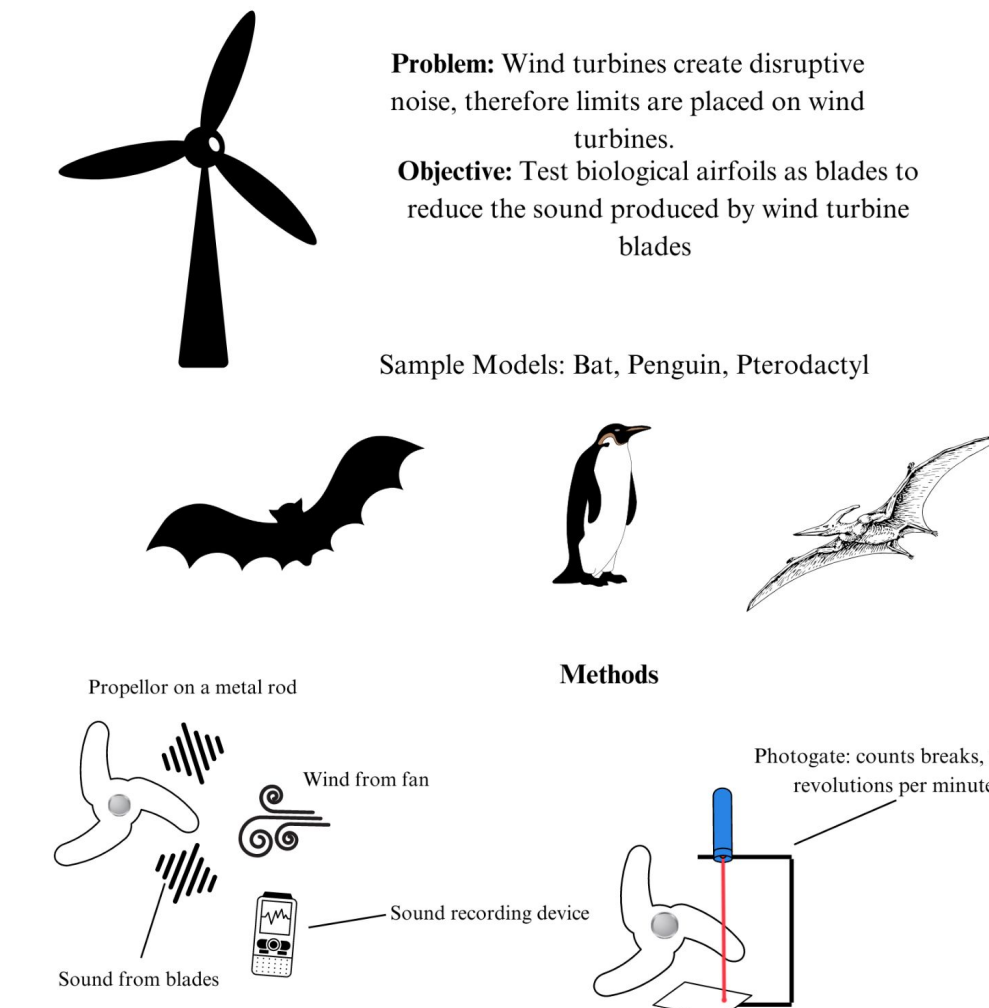 Problem: Wind turbines create disruptive
noise, therefore limits are placed on wind
turbines.
Objective: Test biological airfoils as blades to
reduce the sound produced by wind turbine
blades
Sample Models: Bat, Penguin, Pterodactyl
Methods
Propellor on a metal rod
Wind from fan
Sound recording device
Sound from blades
Photogate: counts breaks,
revolutions per minute